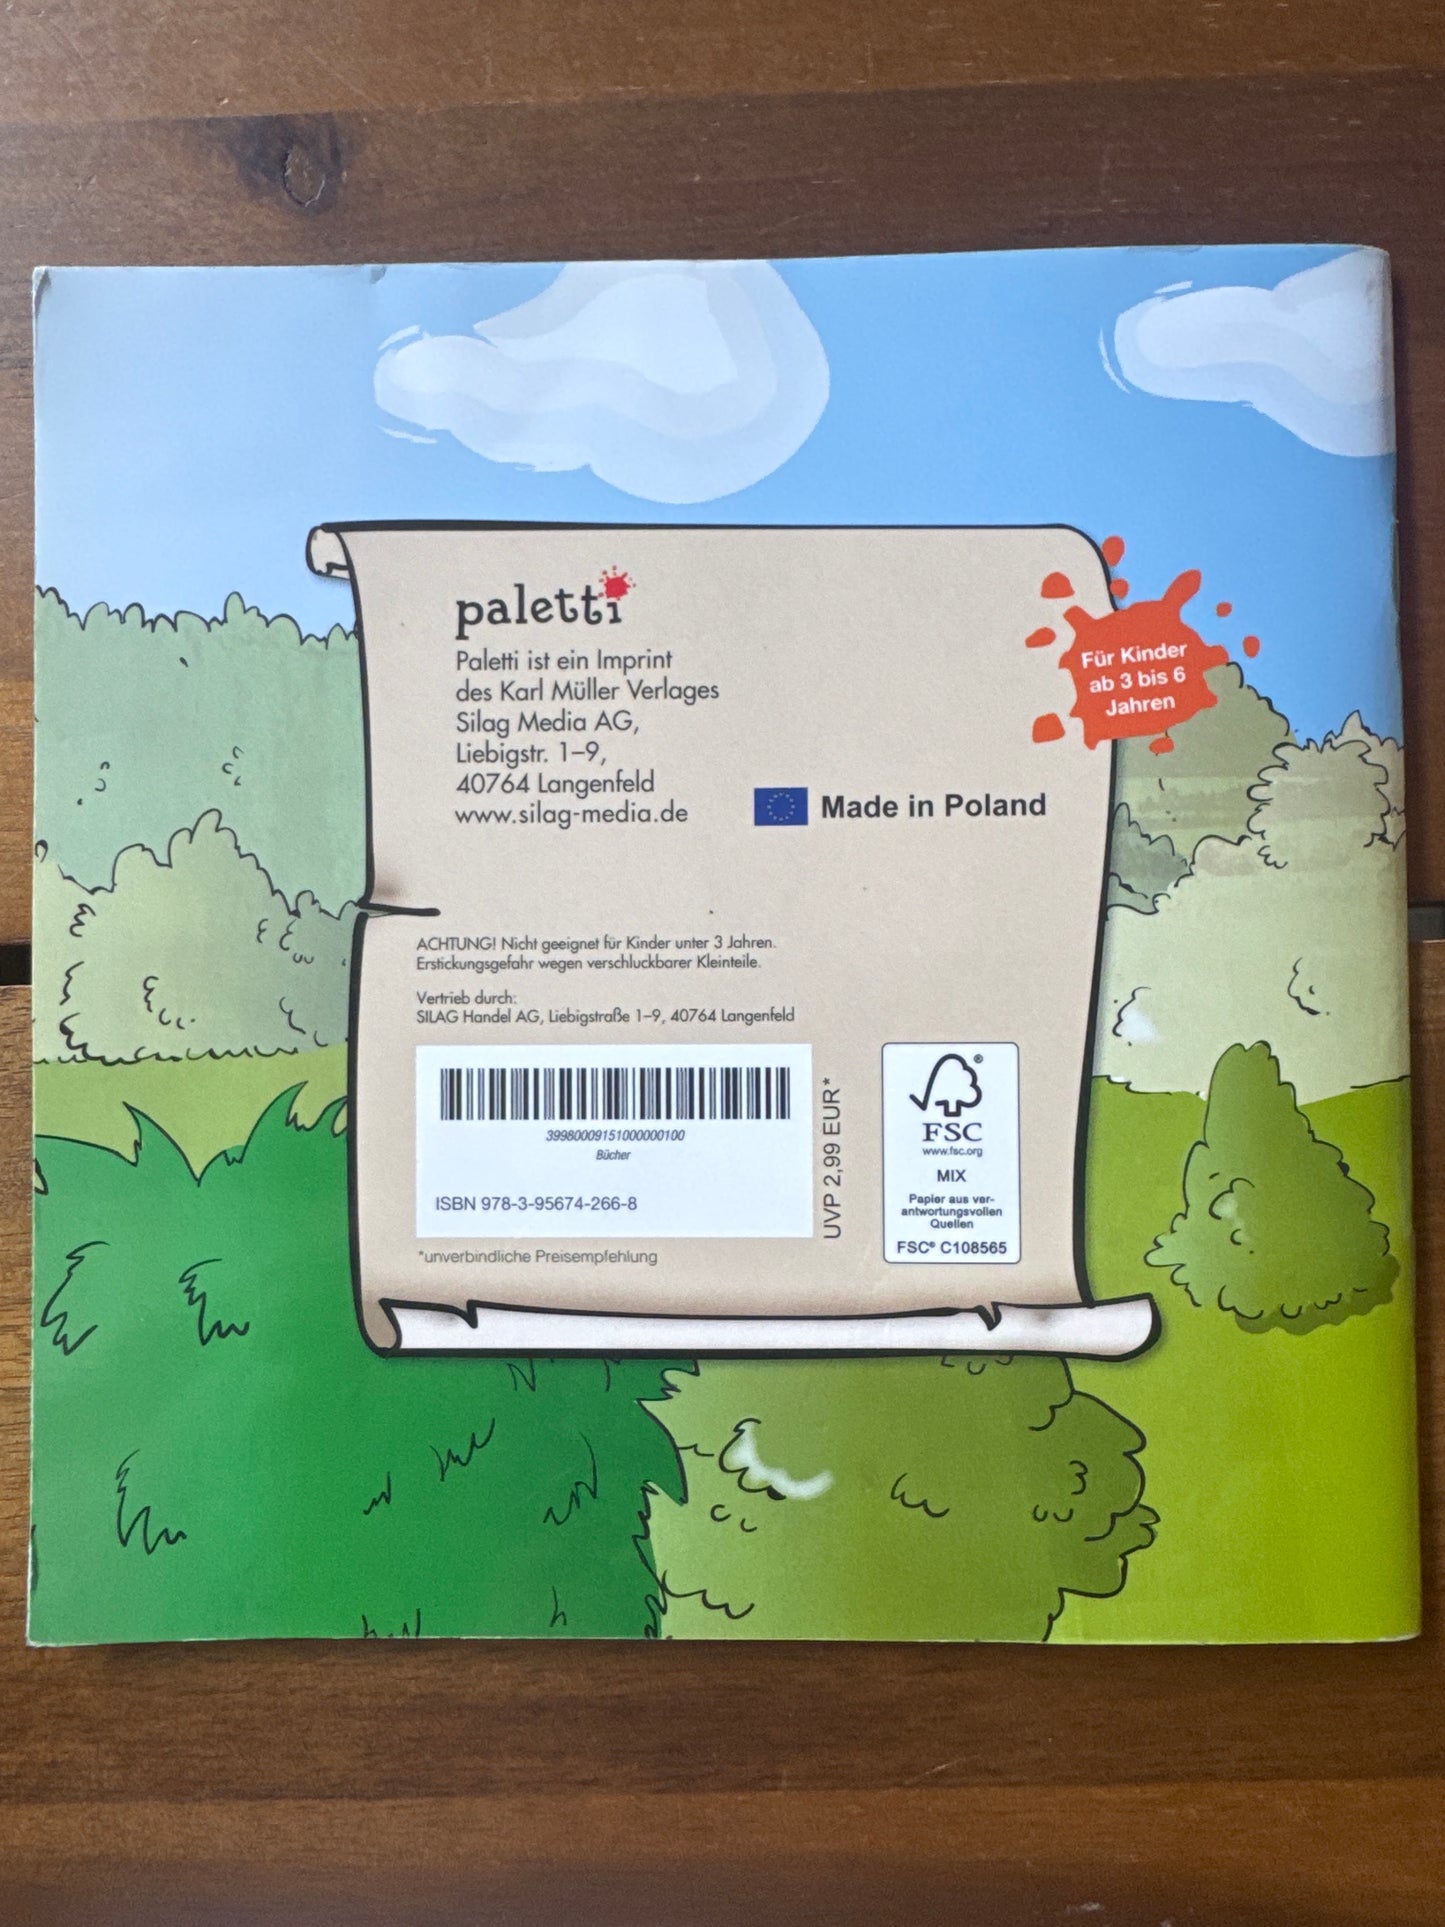 paletti
Paletti ist ein Imprint
des Karl Müller Verlages
Silag Media AG,
Liebigstr. 1–9,
40764 Langenfeld
www.silag-media.de
Für Kinder
ab 3 bis 6
Jahren
Made in Poland
ACHTUNG! Nicht geeignet für Kinder unter 3 Jahren.
Erstickungsgefahr wegen verschluckbarer Kleinteile.
Vertrieb durch:
SILAG Handel AG, Liebigstraße 1–9, 40764 Langenfeld
39980009151000000100
Bücher
ISBN 978-3-95674-266-8
UVP 2,99 EUR*
*unverbindliche Preisempfehlung
®
FSC
www.fsc.org
MIX
Papier aus ver-
antwortungsvollen
Quellen
FSC® C108565